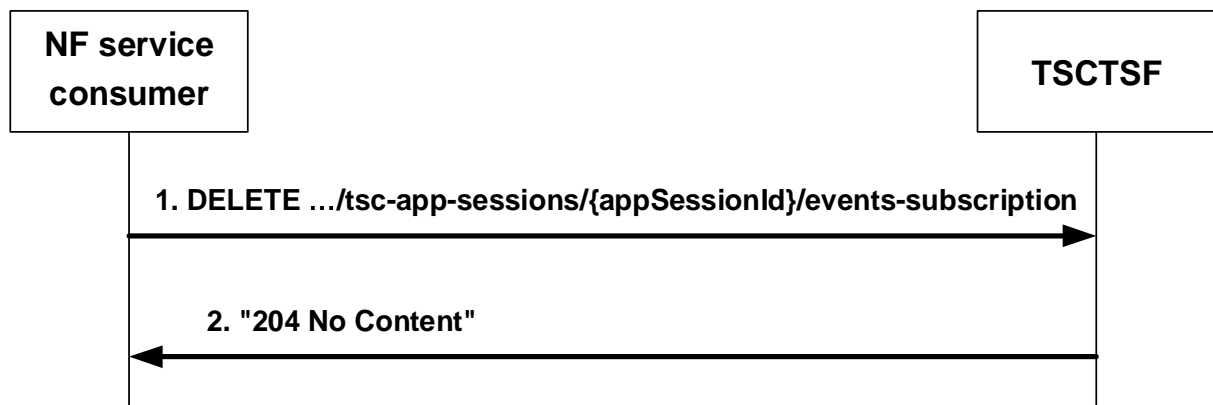 NF service
consumer
TSCTSF
1. DELETE …/tsc-app-sessions/{appSessionId}/events-subscription
2. "204 No Content"